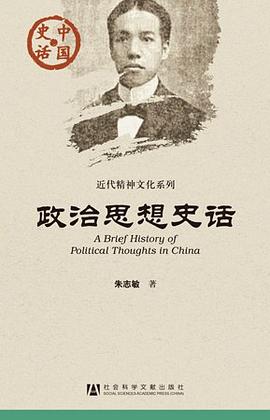 中国史话
近代精神文化系列
政治思想史话
A Brief History of
Political Thoughts in China
朱志敏 著
社会科学文献出版社
SOCIAL SCIENCES ACADEMIC PRESS (CHINA)